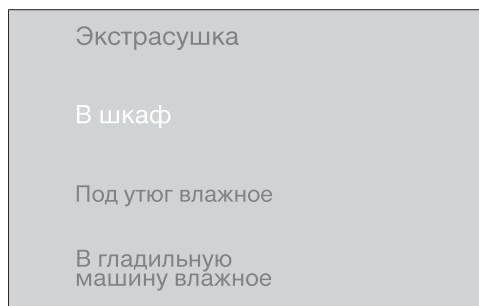 Экстрасушка
В шкаф
Под утюг влажное
В гладильную
машину влажное